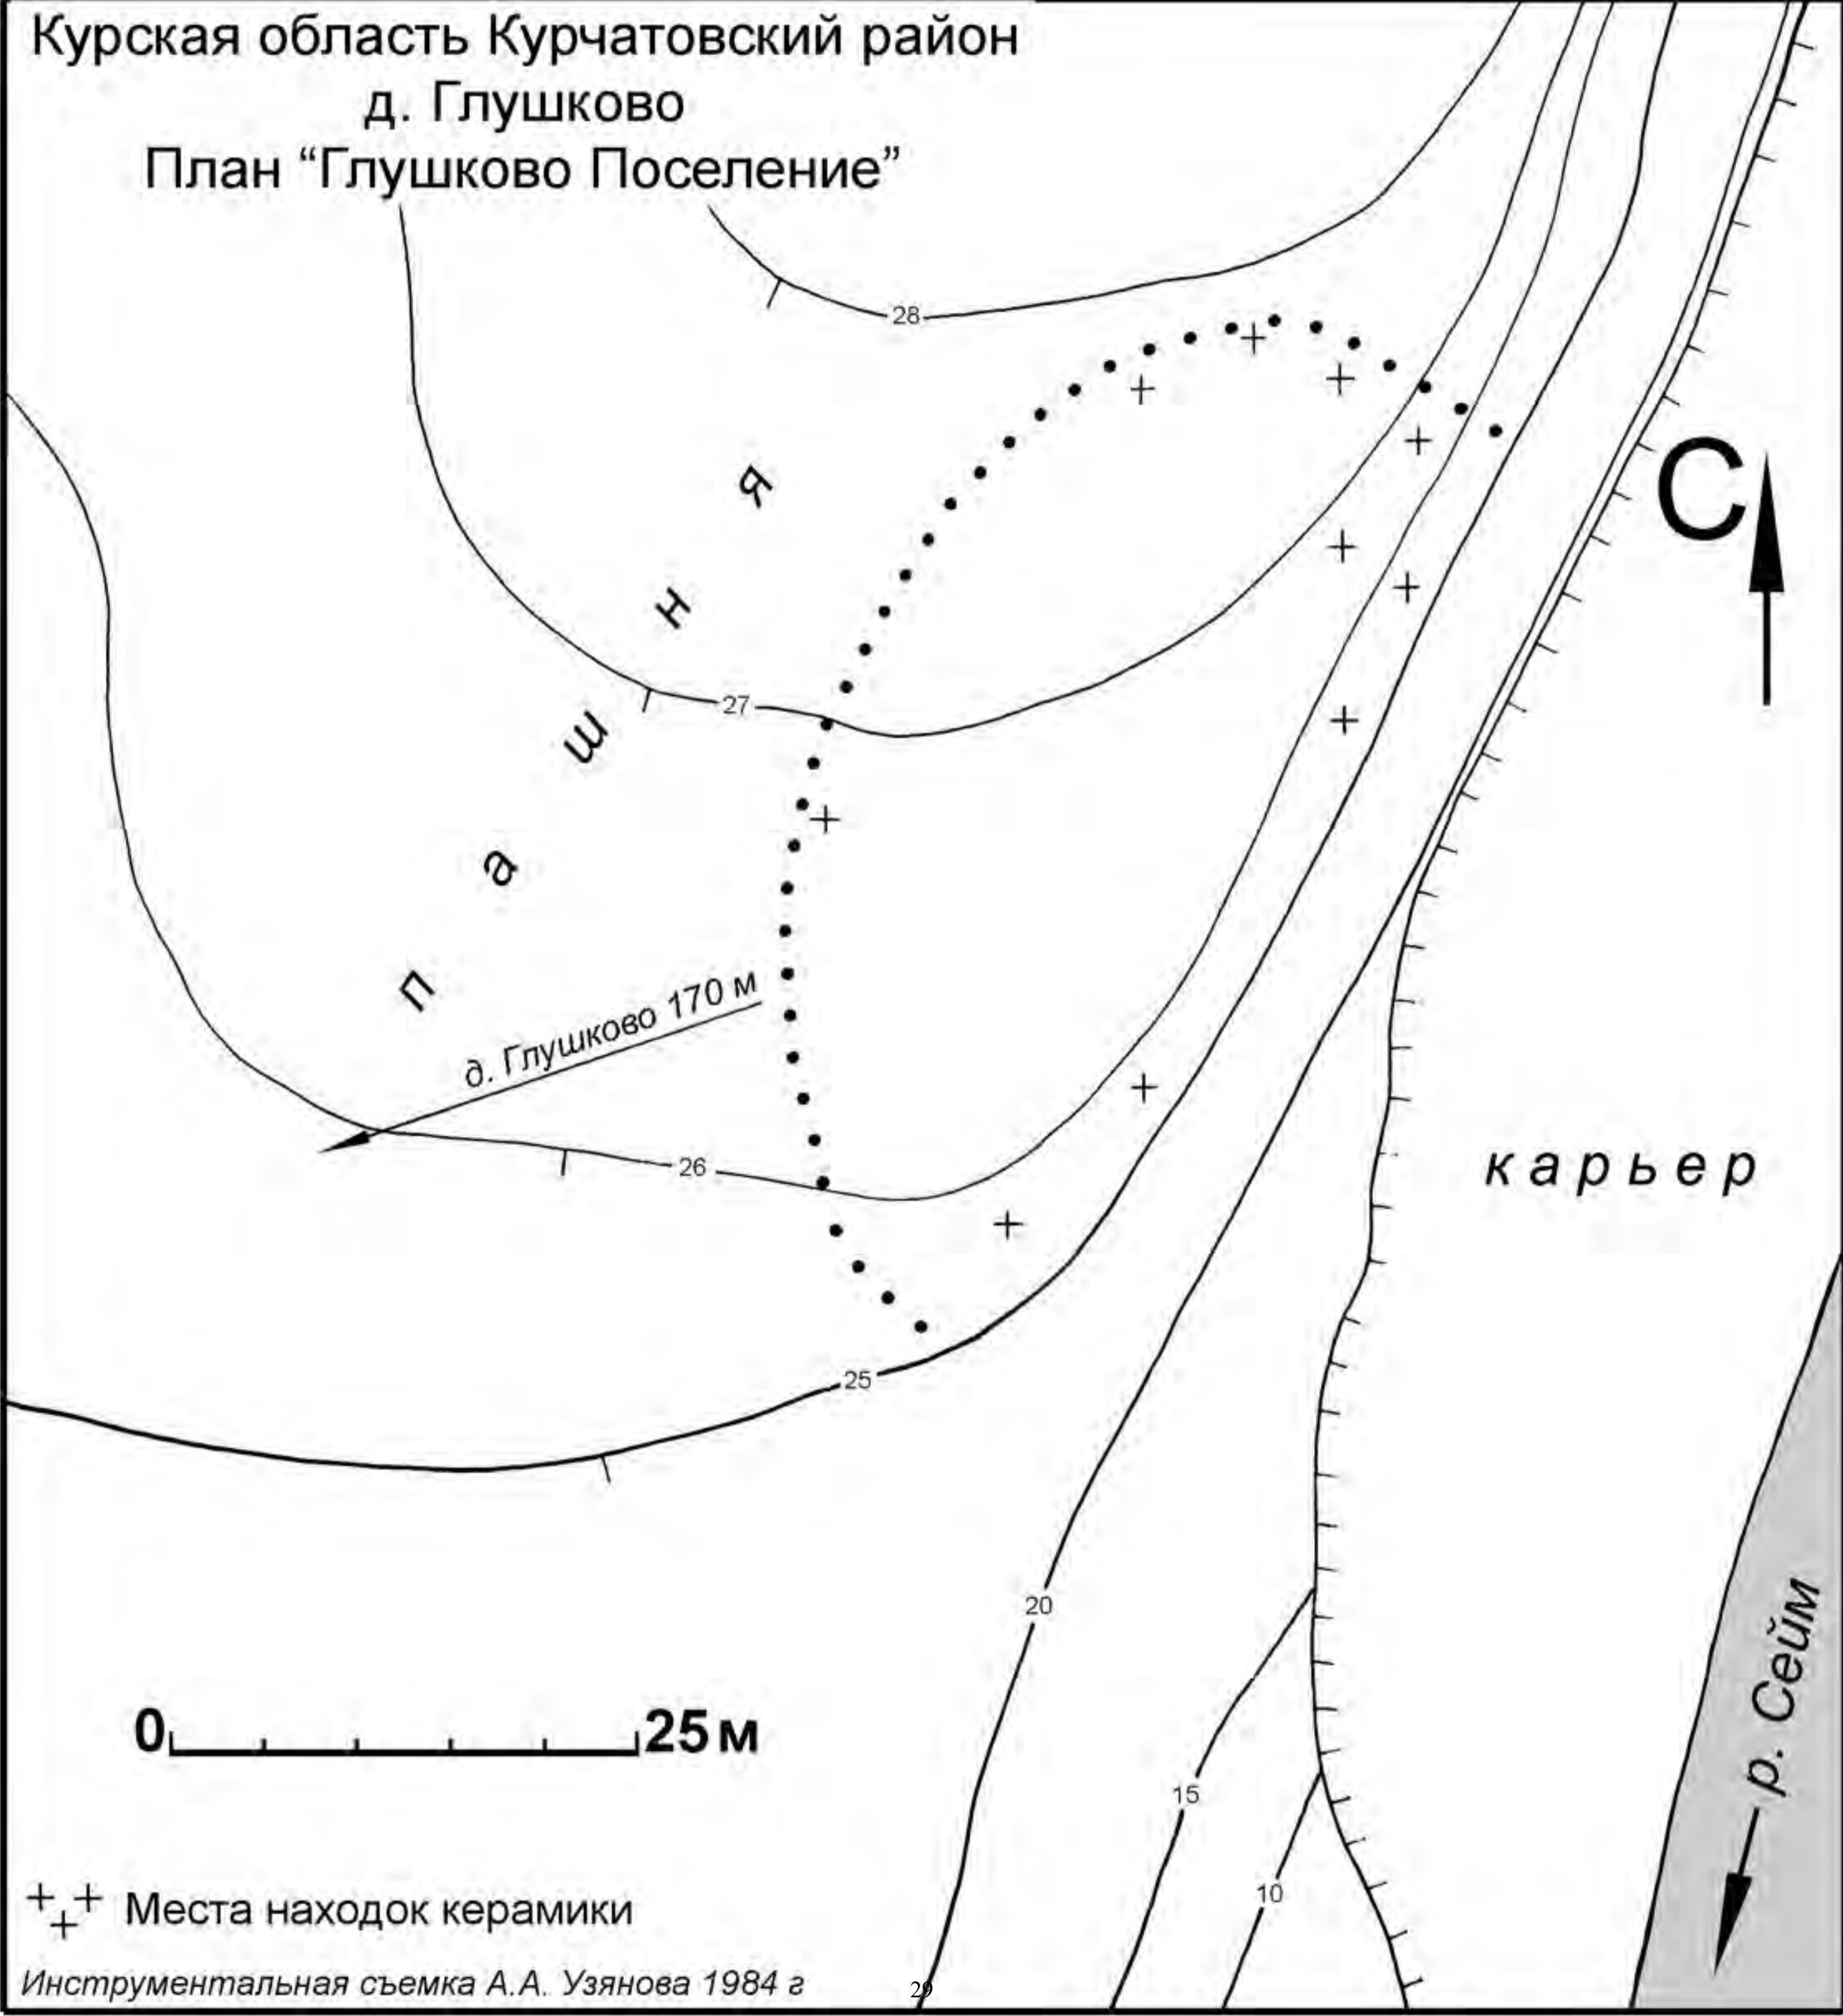 Курская область Курчатовский район
д. Глушково
План “Глушково Поселение”
28
С
пашня
27
д. Глушково 170 м
26
карьер
25
20
р. Сейм
0 25 м
15
10
Места находок керамики
Инструментальная съемка А.А. Узянова 1984 г
29